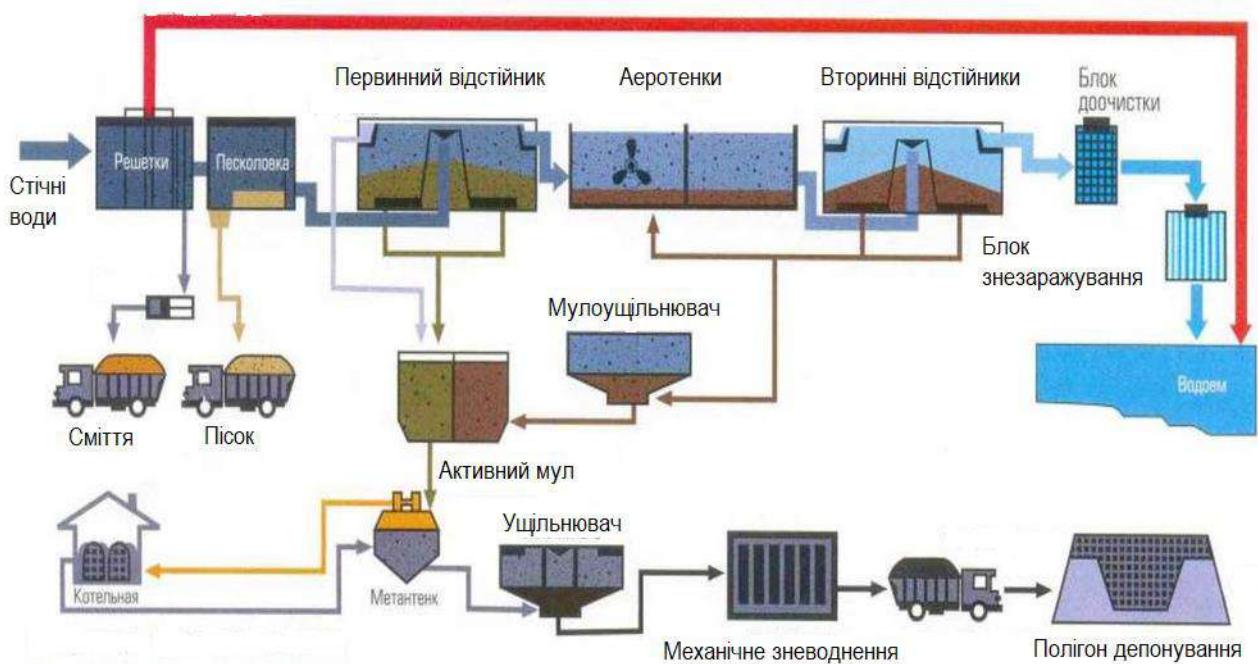 Первинний відстійник
Аеротенки
Вторинні відстійники
Блок
доочистки
Решетки
Песколовка
Стічні
води
Блок
знезаражування
Мулоущільнювач
Водоем
Сміття
Пісок
Активний мул
Ущільнювач
Котельная
Метантенк
Механічне зневоднення
Полігон депонування